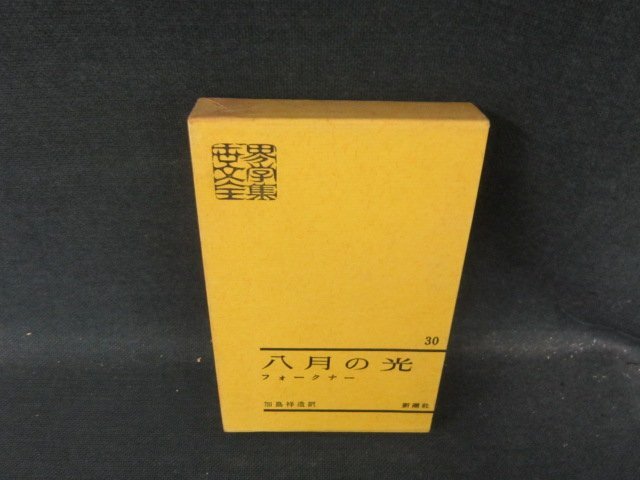 世界
文学
全集
30
八月の光
フォークナー
加島祥造訳 新潮社